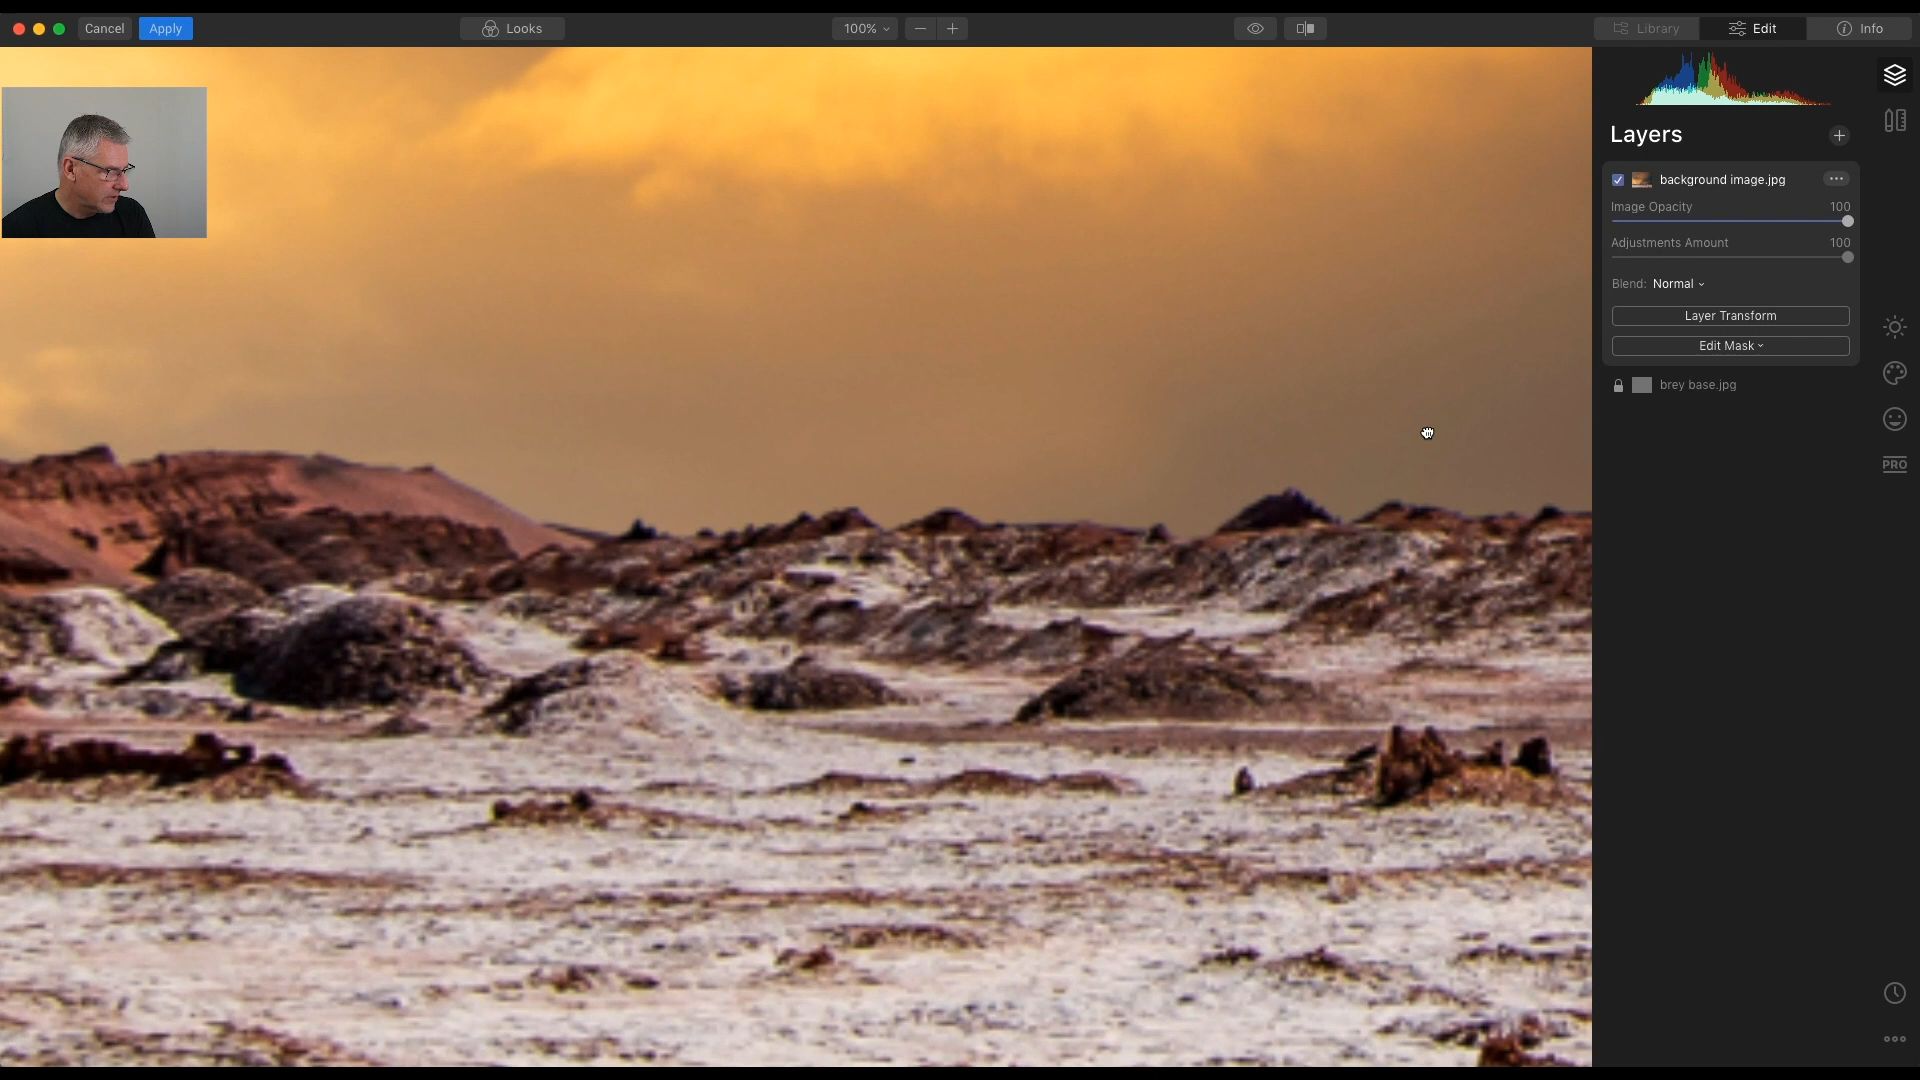 Cancel
Apply
Looks
100%
Library
Edit
Info
Layers
background image.jpg
Image Opacity 100
Adjustments Amount 100
Blend: Normal
Layer Transform
Edit Mask
brey base.jpg
PRO